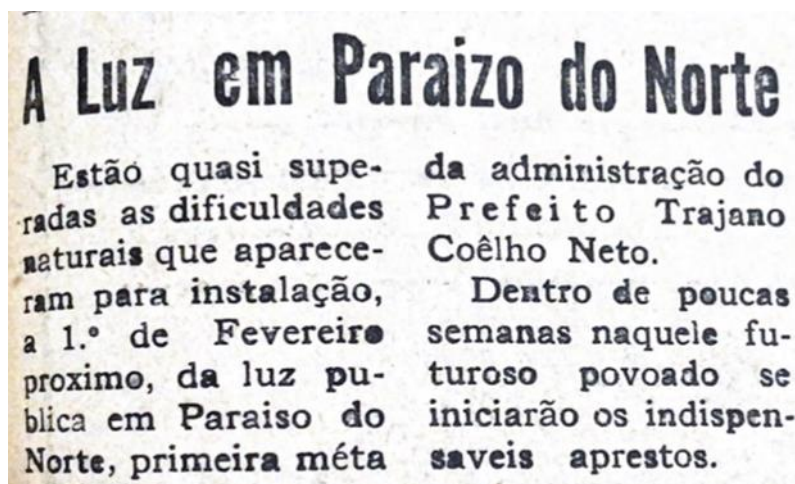 A Luz em Paraizo do Norte
Estão quasi supe-
radas as dificuldades
naturais que aparece-
ram para instalação,
a 1.º de Fevereiro
proximo, da luz pu-
blica em Paraiso do
Norte, primeira méta
da administração do
Prefeito Trajano
Coêlho Neto.
Dentro de poucas
semanas naquele fu-
turoso povoado se
iniciarão os indispen-
saveis aprestos.